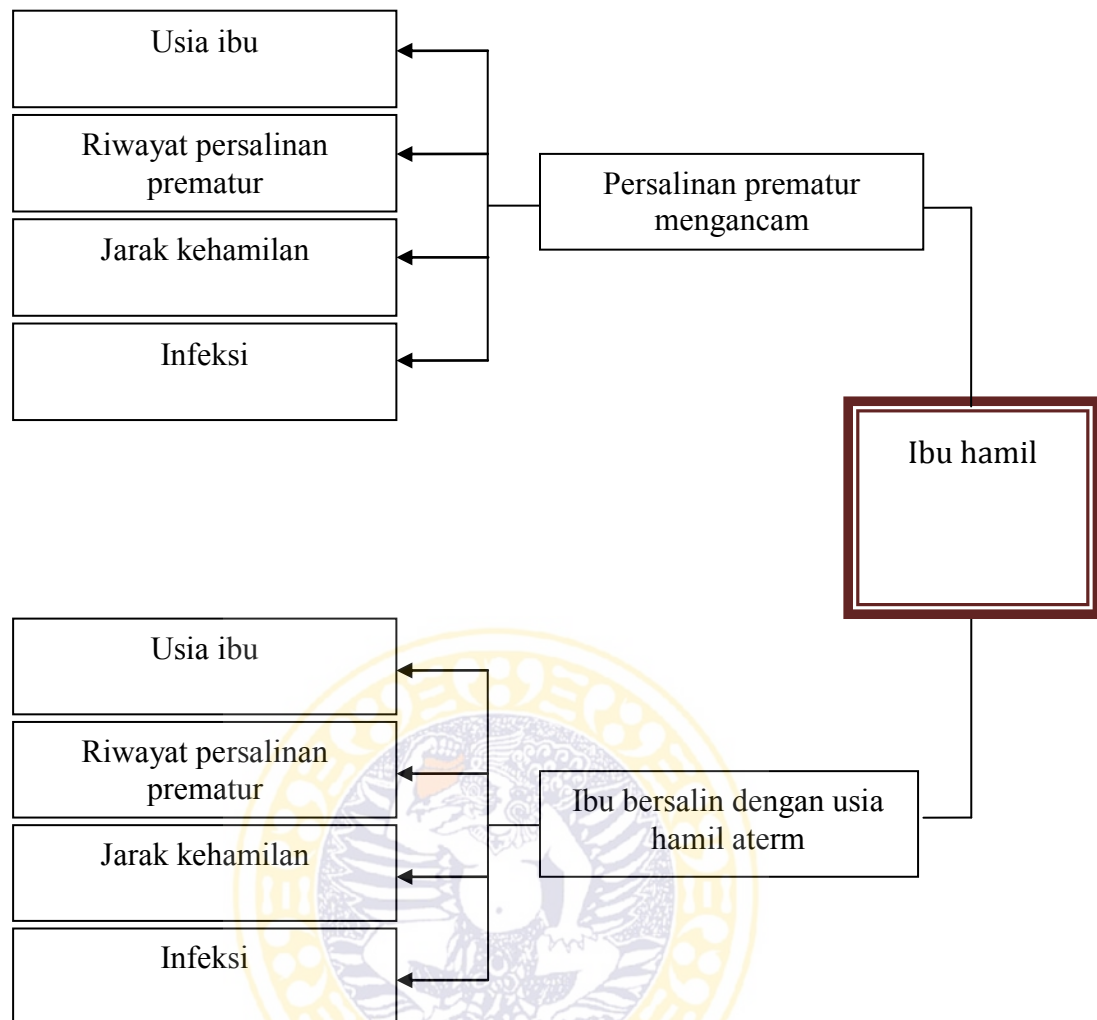 Usia ibu
Riwayat persalinan
prematur
Jarak kehamilan
Infeksi
Persalinan prematur
mengancam
Ibu hamil
Usia ibu
Riwayat persalinan
prematur
Jarak kehamilan
Infeksi
Ibu bersalin dengan usia
hamil aterm